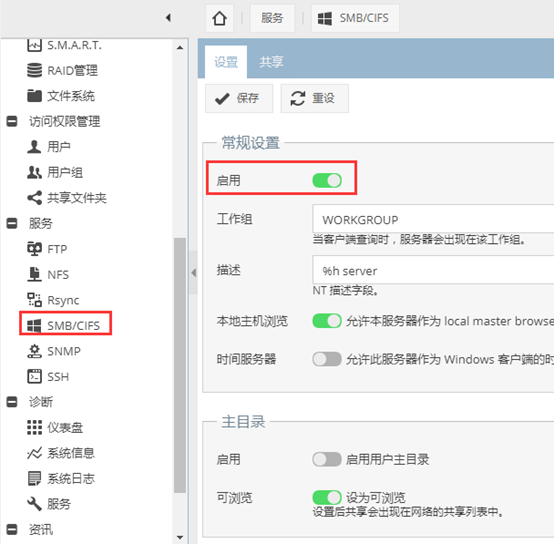 服务
SMB/CIFS
S.M.A.R.T.
RAID管理
文件系统
访问权限管理
用户
用户组
共享文件夹
服务
FTP
NFS
Rsync
SMB/CIFS
SNMP
SSH
诊断
仪表盘
系统信息
系统日志
服务
资讯
设置
共享
保存
重设
常规设置
启用
工作组
WORKGROUP
当客户端查询时，服务器会出现在该工作组。
描述
%h server
NT 描述字段。
本地主机浏览
允许本服务器作为 local master browse
时间服务器
允许此服务器作为 Windows 客户端的时
主目录
启用
启用用户主目录
可浏览
设为可浏览
设置后共享会出现在网络的共享列表中。